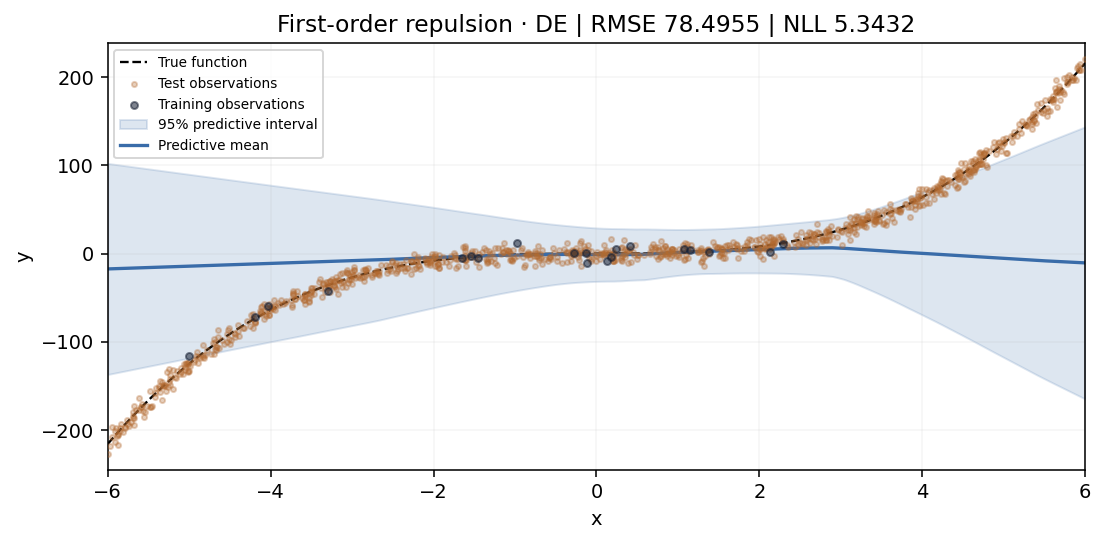 First-order repulsion · DE | RMSE 78.4955 | NLL 5.3432
True function
Test observations
Training observations
95% predictive interval
Predictive mean
200
100
0
−100
−200
y
−6 −4 −2 0 2 4 6
x